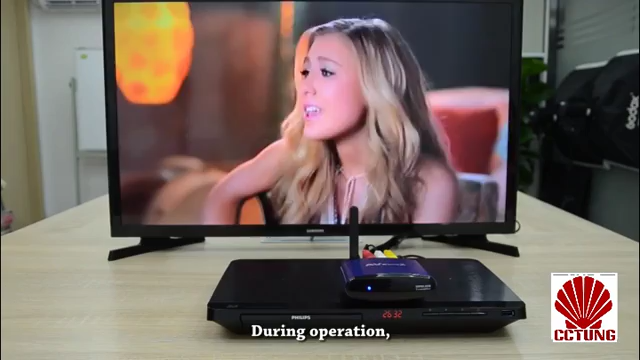 SAMSUNG
PHILIPS
26:32
During operation,
CCTUNG